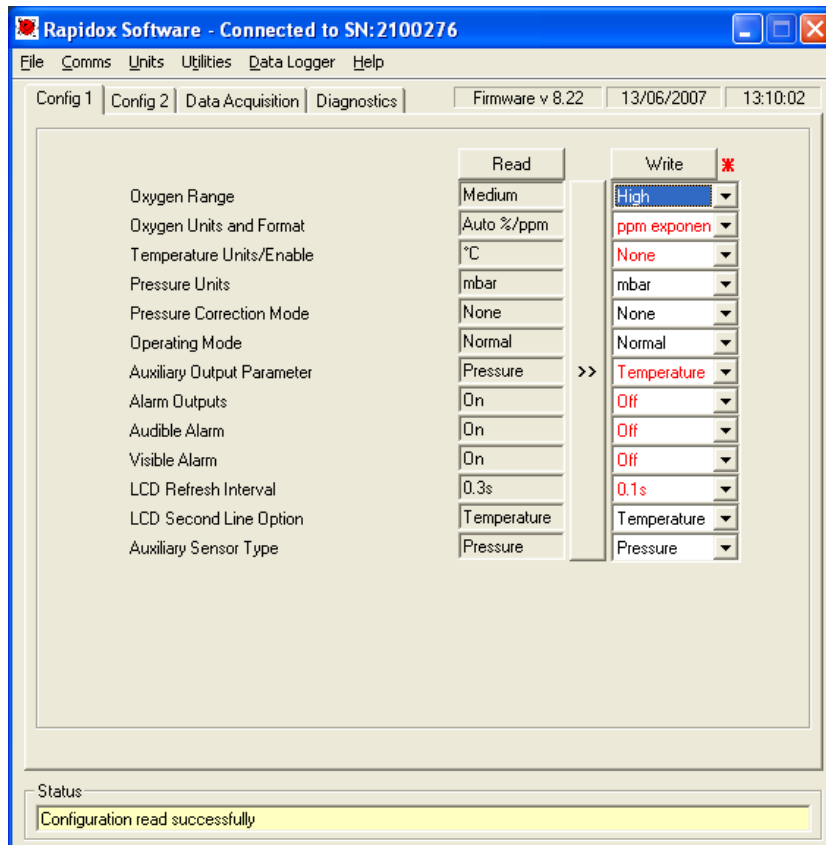 Rapidox Software - Connected to SN:2100276
File Comms Units Utilities Data Logger Help
Config 1 Config 2 Data Acquisition Diagnostics Firmware v 8.22 13/06/2007 13:10:02
Read Write ж
Oxygen Range Medium High
Oxygen Units and Format Auto %/ppm ppm exponen
Temperature Units/Enable °C None
Pressure Units mbar mbar
Pressure Correction Mode None None
Operating Mode Normal Normal
Auxiliary Output Parameter Pressure >> Temperature
Alarm Outputs On Off
Audible Alarm On Off
Visible Alarm On Off
LCD Refresh Interval 0.3s 0.1s
LCD Second Line Option Temperature Temperature
Auxiliary Sensor Type Pressure Pressure
Status
Configuration read successfully